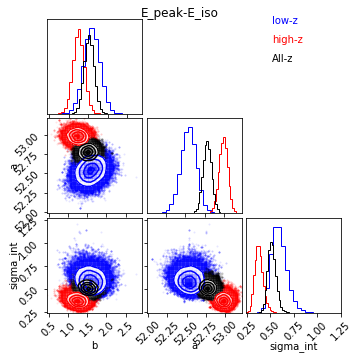 E_peak-E_iso
low-z
high-z
All-z
53.00
52.75
52.50
52.25
52.00
a
1.25
1.00
0.75
0.50
0.25
sigma_int
0.5
1.0
1.5
2.0
2.5
b
52.00
52.25
52.50
52.75
53.00
a
0.25
0.50
0.75
1.00
1.25
sigma_int